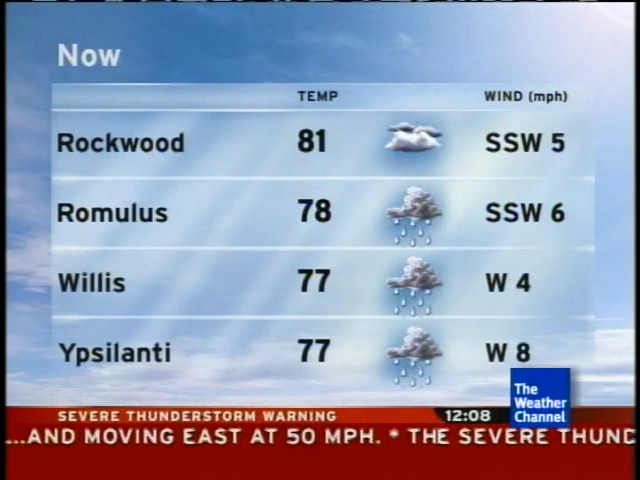 Now
TEMP WIND (mph)
Rockwood 81 SSW 5
Romulus 78 SSW 6
Willis 77 W 4
Ypsilanti 77 W 8
The
Weather
Channel
SEVERE THUNDERSTORM WARNING 12:08
...AND MOVING EAST AT 50 MPH. * THE SEVERE THUND